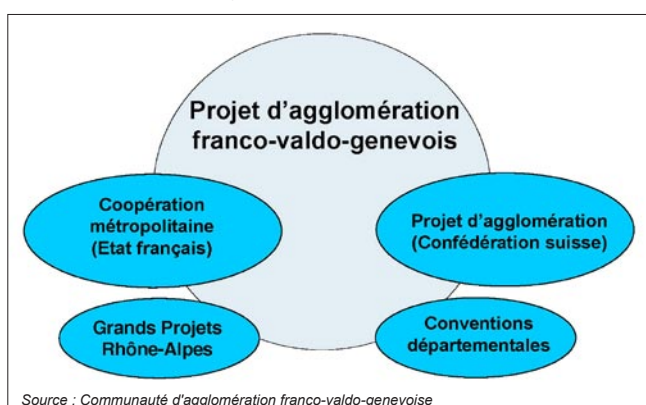 Projet d'agglomération
franco-valdo-genevois
Coopération
métropolitaine
(Etat français)
Projet d'agglomération
(Confédération suisse)
Grands Projets
Rhône-Alpes
Conventions
départementales
Source : Communauté d'agglomération franco-valdo-genevoise